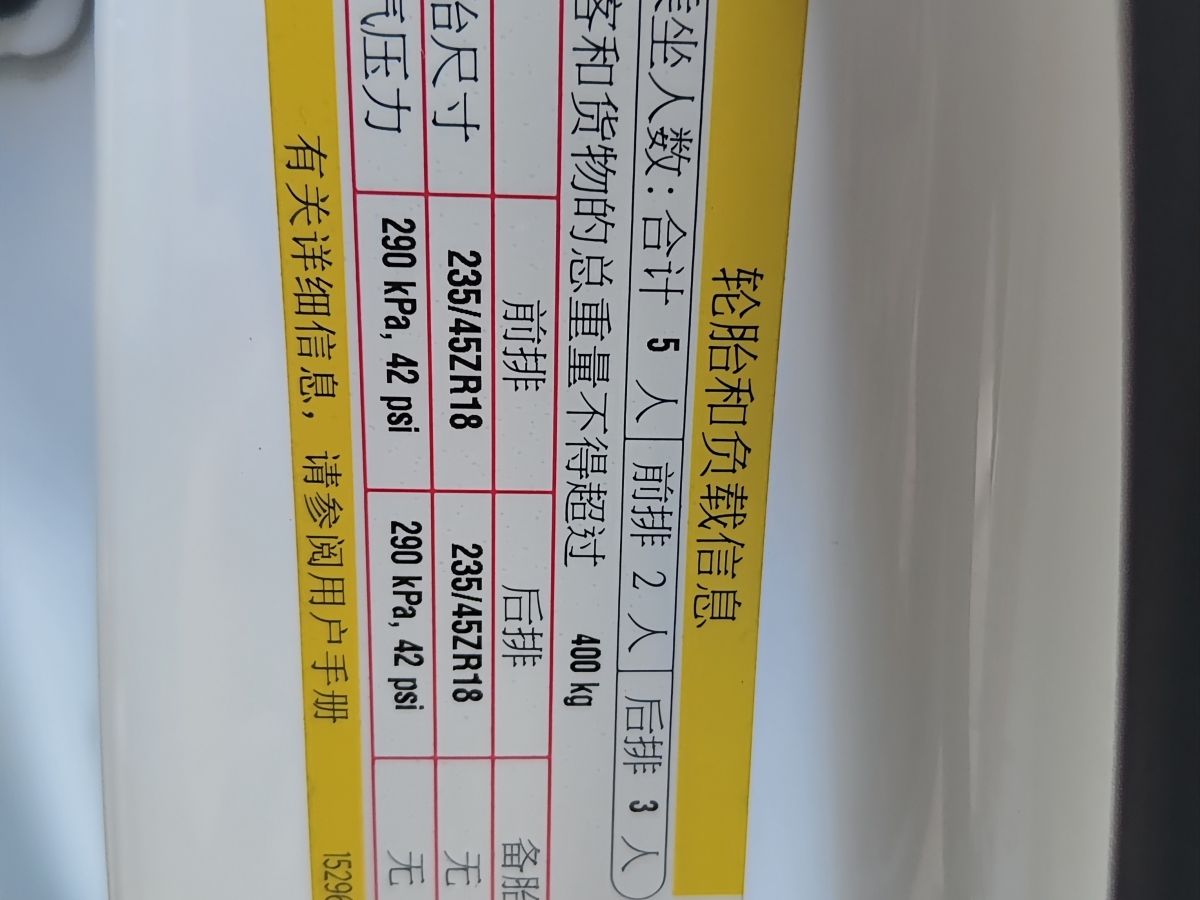 轮胎和负载信息
坐人数：合计 5 人 前排 2 人 后排 3 人
客和货物的总重量不得超过 400 kg
前排 后排 备胎
尺寸 235/45ZR18 235/45ZR18 无
气压力 290 kPa, 42 psi 290 kPa, 42 psi 无
有关详细信息，请参阅用户手册 15296